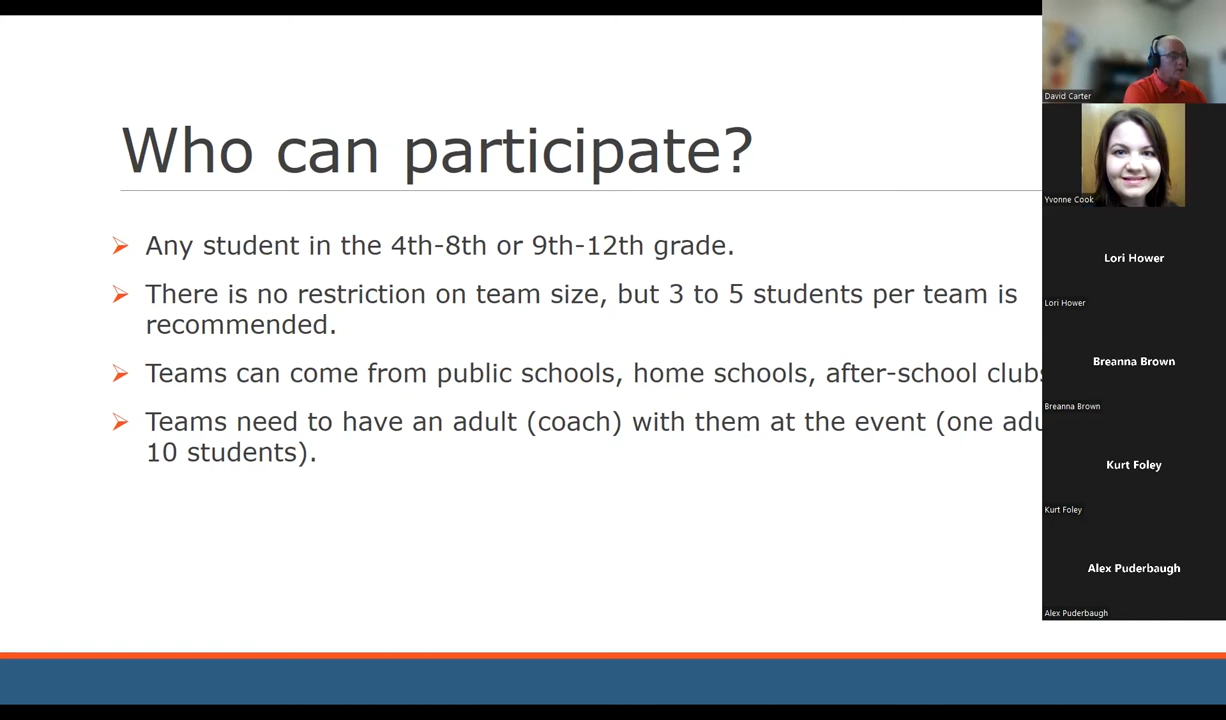 Who can participate?
Any student in the 4th-8th or 9th-12th grade.
There is no restriction on team size, but 3 to 5 students per team is
recommended.
Teams can come from public schools, home schools, after-school clubs
Teams need to have an adult (coach) with them at the event (one
10 students).
David Carter
Yvonne Cook
Lori Hower
Lori Hower
Breanna Brown
Breanna Brown
Kurt Foley
Kurt Foley
Alex Puderbaugh
Alex Puderbaugh